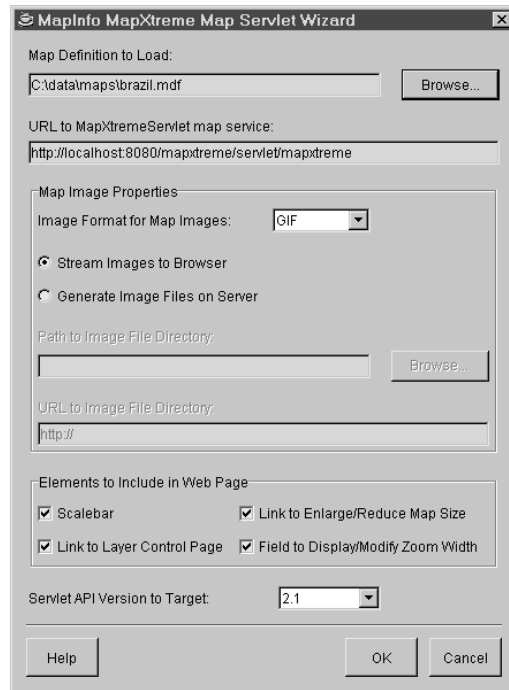 MapInfo MapXtreme Map Servlet Wizard
Map Definition to Load:
C:\data\maps\brazil.mdf
Browse...
URL to MapXtremeServlet map service:
http://localhost:8080/mapxtreme/servlet/mapxtreme
Map Image Properties
Image Format for Map Images:
GIF
Stream Images to Browser
Generate Image Files on Server
Path to Image File Directory:
Browse...
URL to Image File Directory:
http://
Elements to Include in Web Page
Scalebar
Link to Enlarge/Reduce Map Size
Link to Layer Control Page
Field to Display/Modify Zoom Width
Servlet API Version to Target:
2.1
Help
OK
Cancel